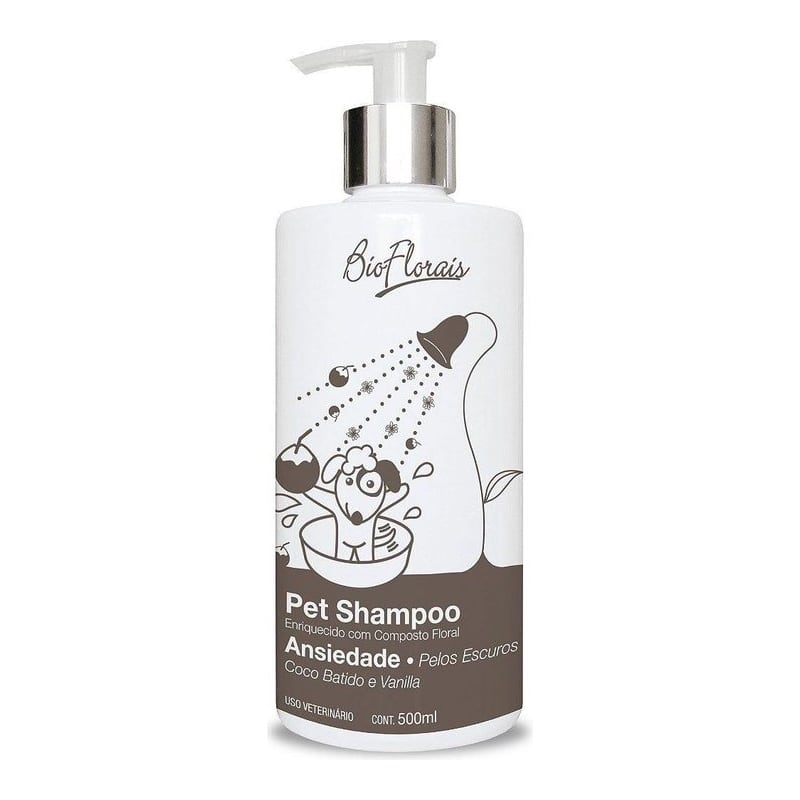 BioFlorais
Pet Shampoo
Enriquecido com Composto Floral
Ansiedade • Pelos Escuros
Coco Batido e Vanilla
USO VETERINÁRIO CONT. 500ml